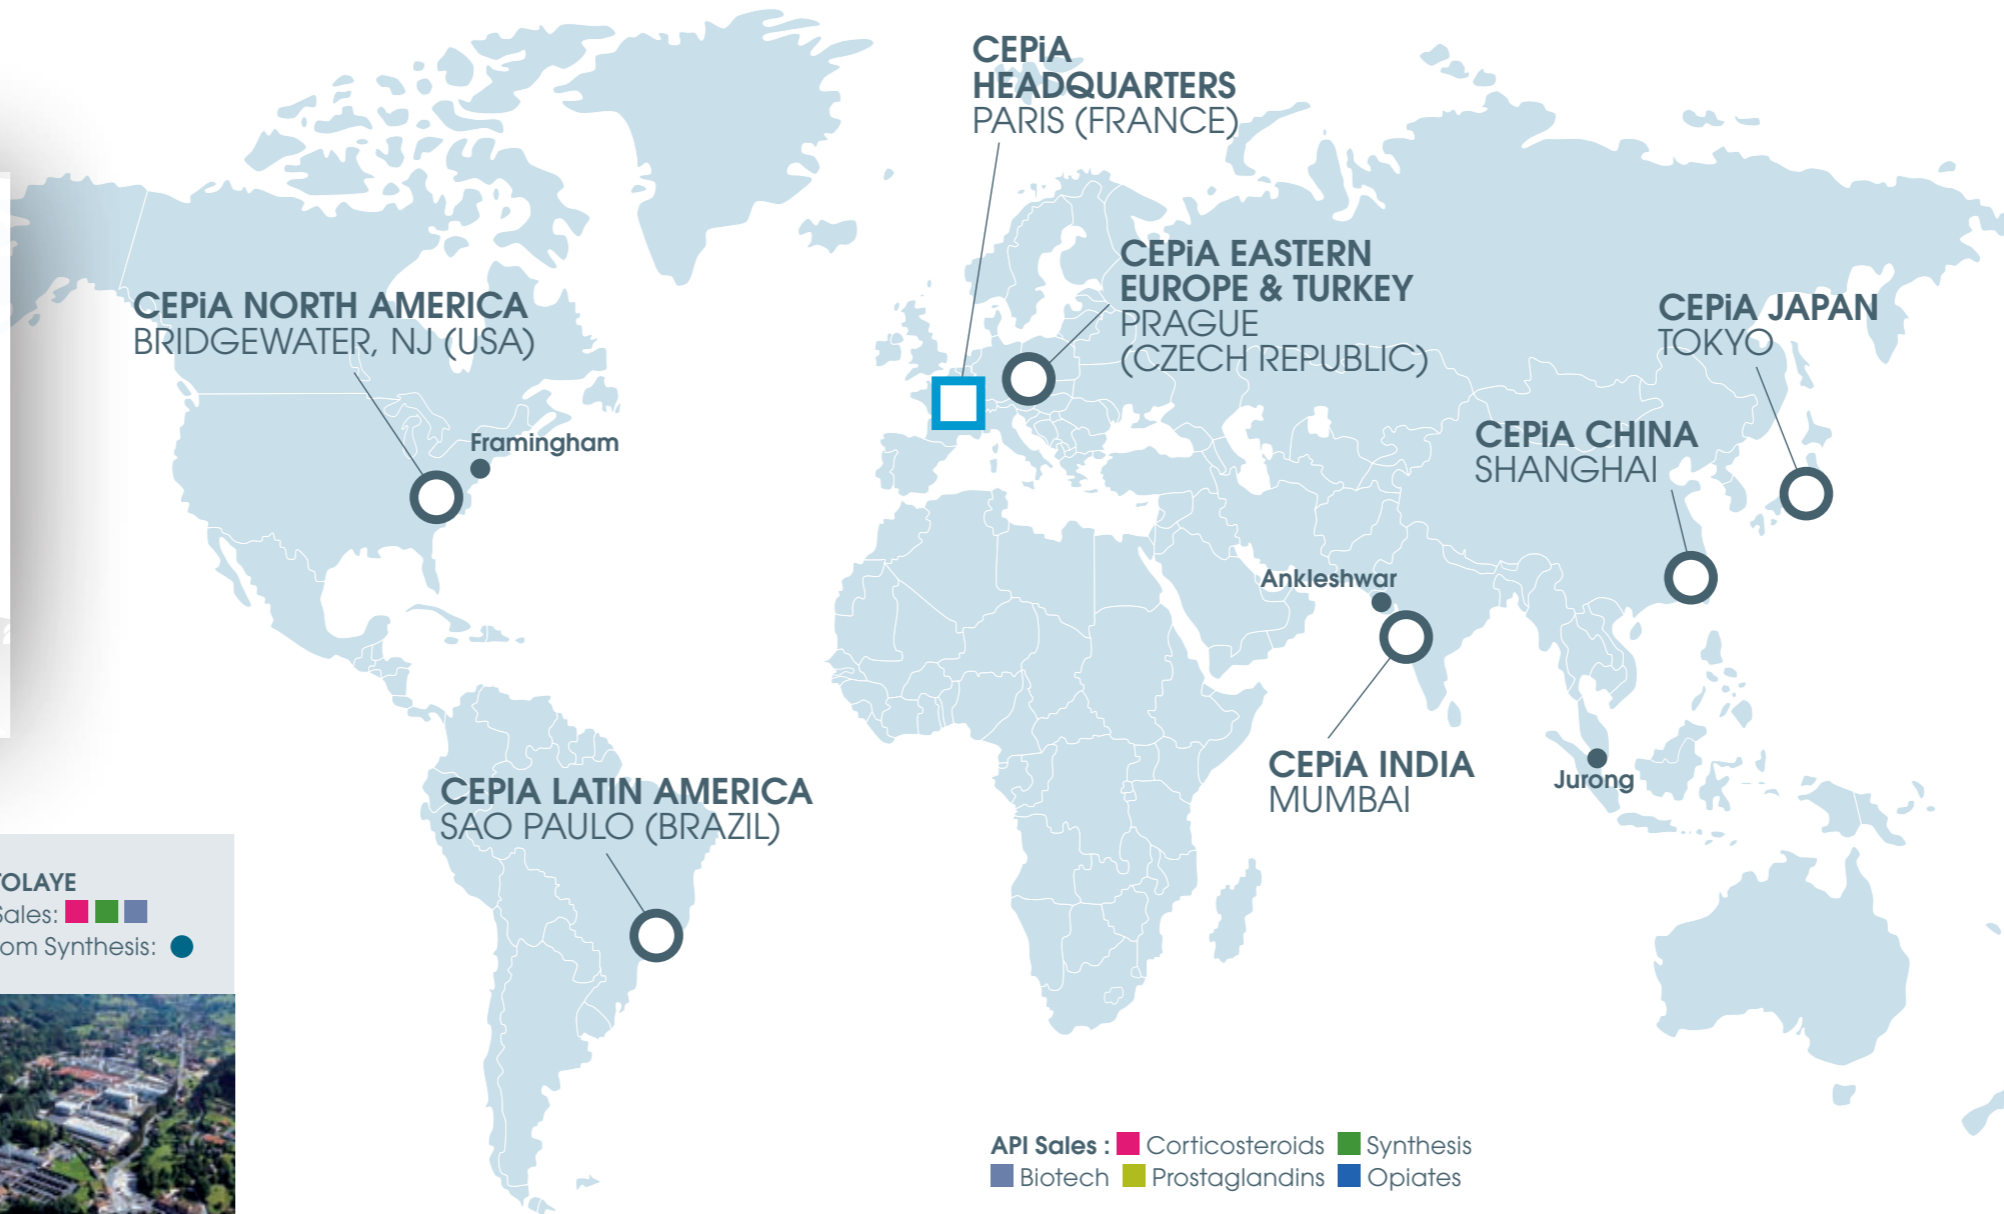 CEPiA
HEADQUARTERS
PARIS (FRANCE)
CEPiA EASTERN
EUROPE & TURKEY
PRAGUE
(CZECH REPUBLIC)
CEPiA NORTH AMERICA
BRIDGEWATER, NJ (USA)
CEPiA JAPAN
TOKYO
Framingham
CEPiA CHINA
SHANGHAI
Ankleshwar
CEPiA INDIA
MUMBAI
Jurong
CEPIA LATIN AMERICA
SAO PAULO (BRAZIL)
TOLAYE
Sales:
om Synthesis:
API Sales : Corticosteroids Synthesis
Biotech Prostaglandins Opiates